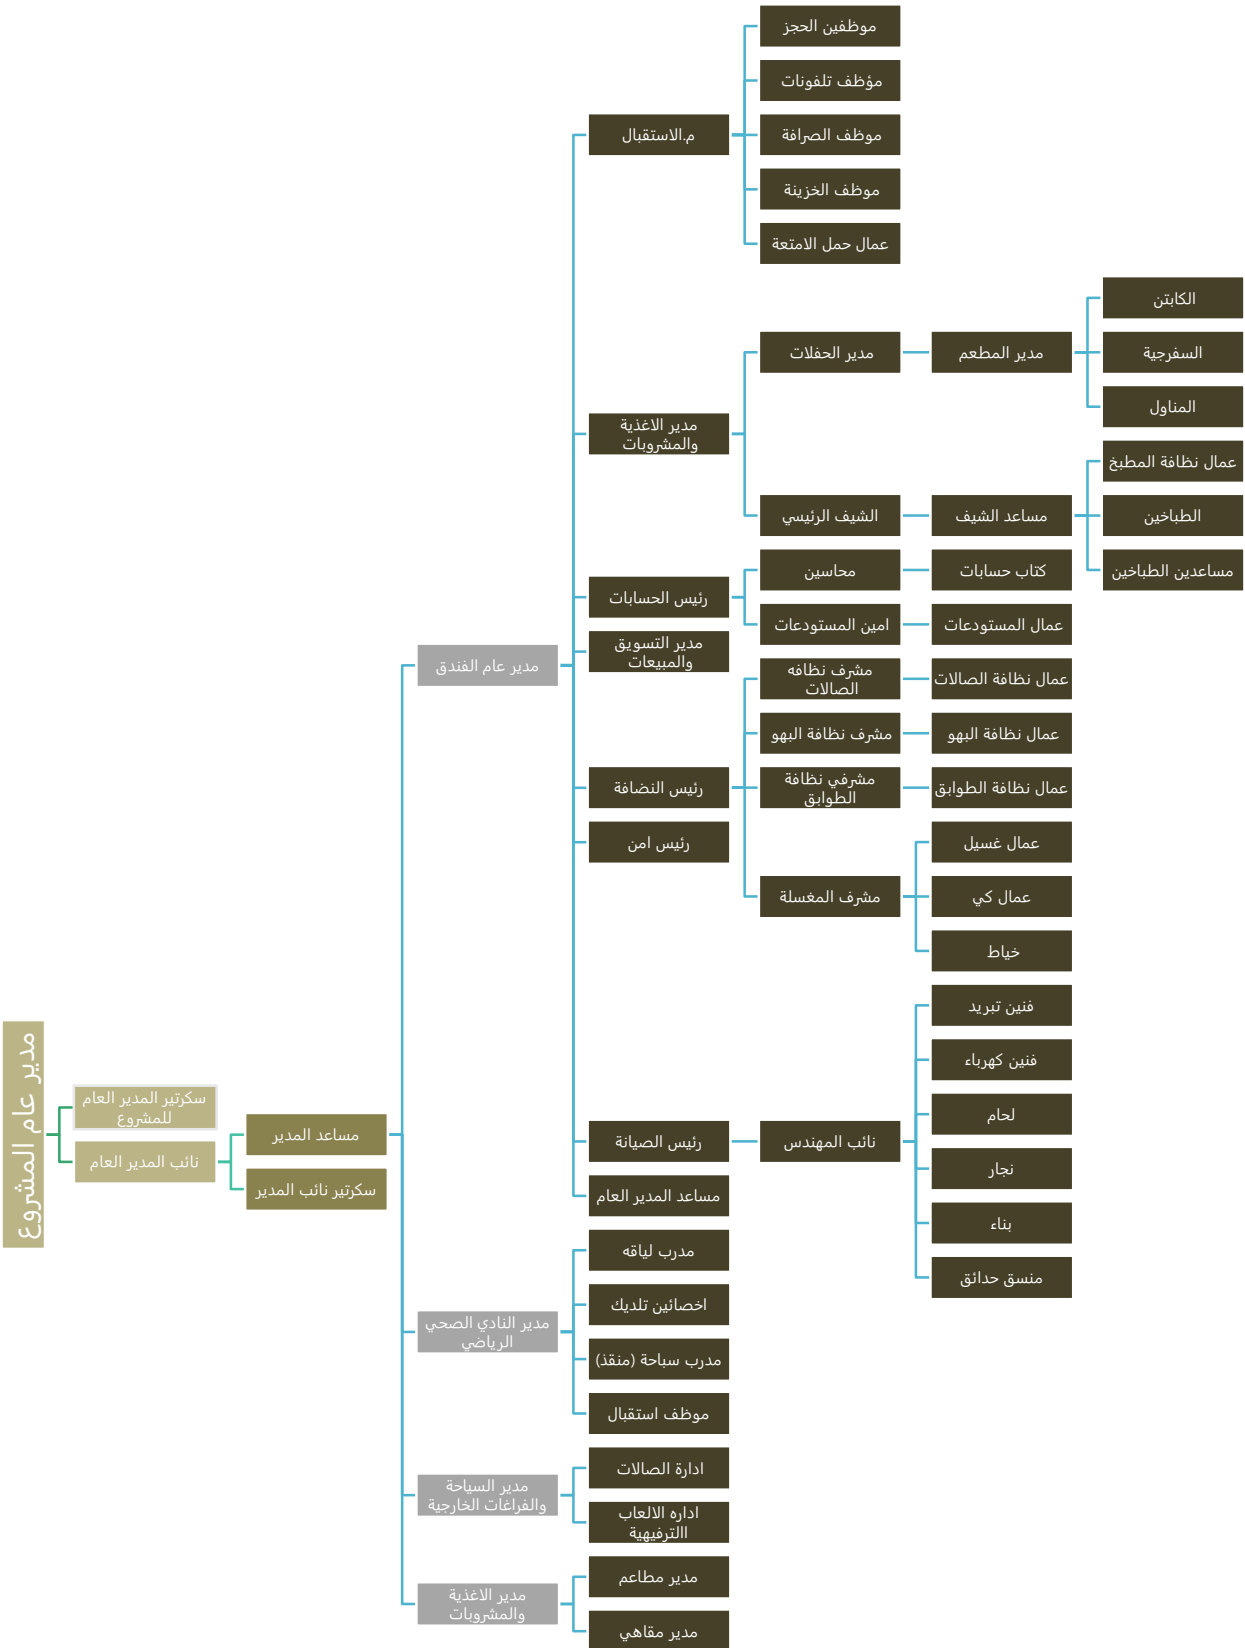 مدير عام المشروع
سكرتير المدير العام
للمشروع
نائب المدير العام
مساعد المدير
سكرتير نائب المدير
مدير عام الفندق
م.الاستقبال
موظفين الحجز
مؤظف تلفونات
موظف الصرافة
موظف الخزينة
عمال حمل الامتعة
مدير الاغذية
والمشروبات
مدير الحفلات
مدير المطعم
الكابتن
السفرجية
المناول
الشيف الرئيسي
مساعد الشيف
عمال نظافة المطبخ
الطباخين
مساعدين الطباخين
رئيس الحسابات
محاسين
كتاب حسابات
امين المستودعات
عمال المستودعات
مدير التسويق
والمبيعات
رئيس النضافة
مشرف نظافه
الصالات
عمال نظافة الصالات
مشرف نظافة البهو
عمال نظافة البهو
مشرفي نظافة
الطوابق
عمال نظافة الطوابق
مشرف المغسلة
عمال غسيل
عمال كي
خياط
رئيس امن
رئيس الصيانة
نائب المهندس
فنين تبريد
فنين كهرباء
لحام
نجار
بناء
منسق حدائق
مساعد المدير العام
مدير النادي الصحي
الرياضي
مدرب لياقه
اخصائين تلديك
مدرب سباحة (منقذ)
موظف استقبال
مدير السياحة
والفراغات الخارجية
ادارة الصالات
اداره الالعاب
االترفيهية
مدير الاغذية
والمشروبات
مدير مطاعم
مدير مقاهي